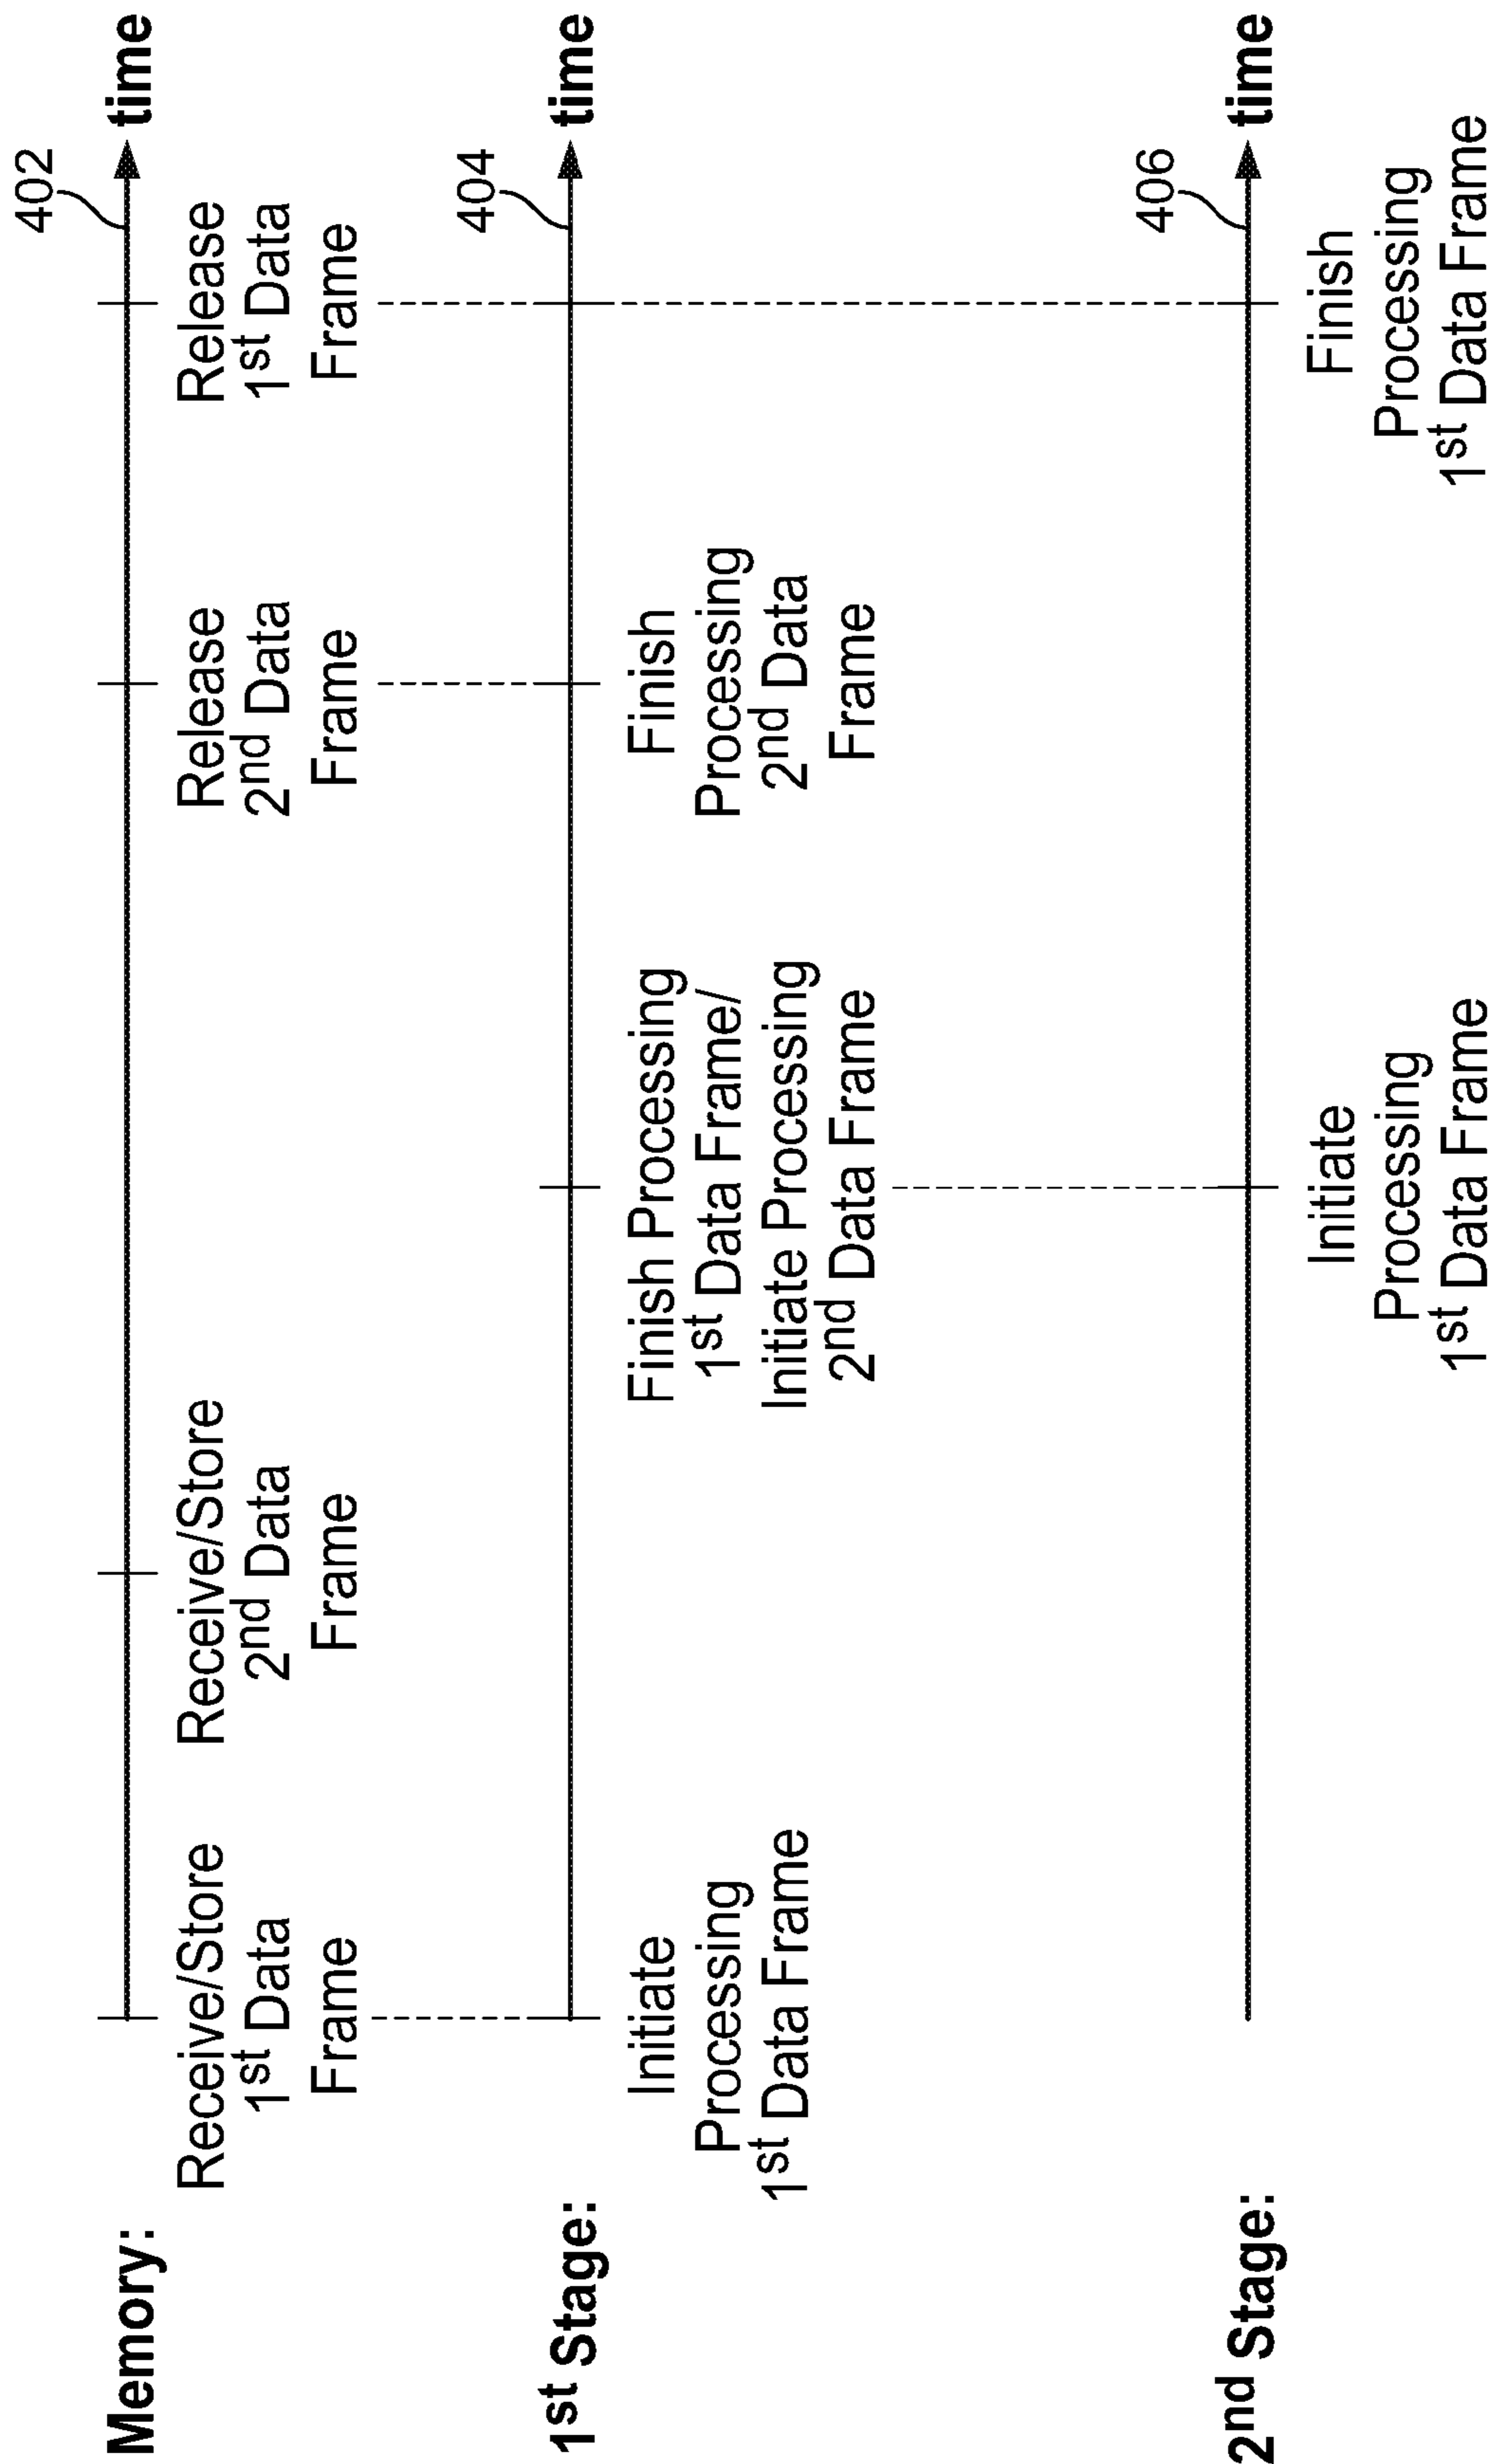 Memory:
402
time
Receive/Store
1st Data
Frame
Receive/Store
2nd Data
Frame
Release
2nd Data
Frame
Release
1st Data
Frame
1st Stage:
404
time
Initiate
Processing
1st Data Frame
Finish Processing
1st Data Frame/
Initiate Processing
2nd Data Frame
Finish
Processing
2nd Data
Frame
2nd Stage:
406
time
Initiate
Processing
1st Data Frame
Finish
Processing
1st Data Frame